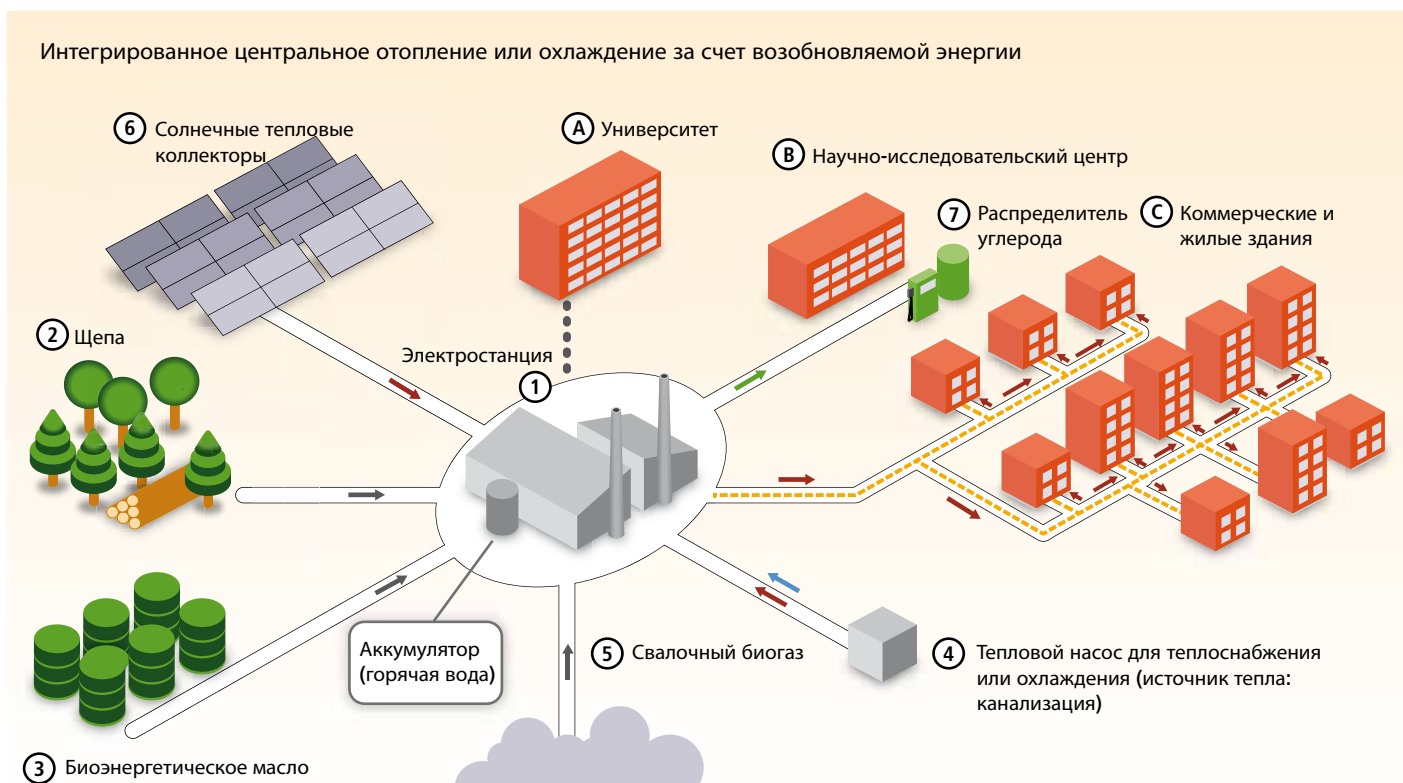 Интегрированное центральное отопление или охлаждение за счет возобновляемой энергии
6 Солнечные тепловые
коллекторы
A Университет
B Научно-исследовательский центр
7 Распределитель
углерода
C Коммерческие и
жилые здания
2 Щепа
Электростанция
1
Аккумулятор
(горячая вода)
5 Свалочный биогаз
4 Тепловой насос для теплоснабжения
или охлаждения (источник тепла:
канализация)
3 Биоэнергетическое масло